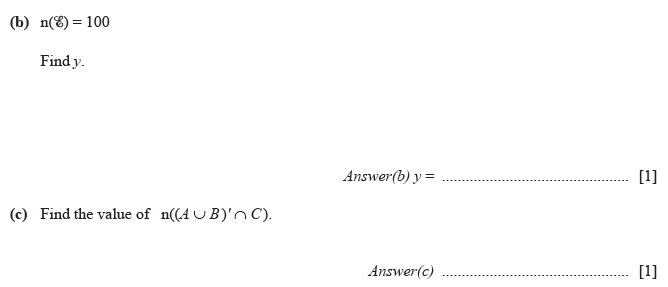 (b) n(ℰ) = 100
Find y.
Answer(b) y = ................................................ [1]
(c) Find the value of n((A ∪ B)′ ∩ C).
Answer(c) ................................................ [1]